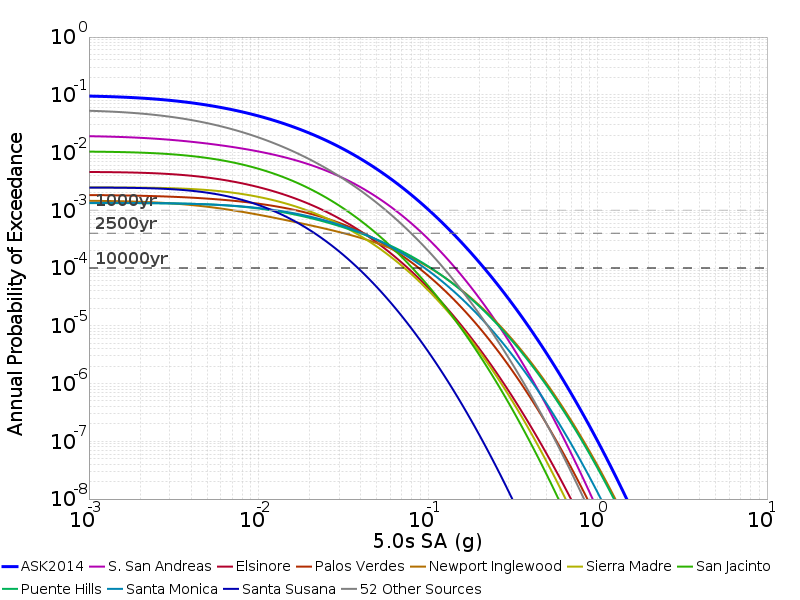 10^0
10^-1
10^-2
10^-3
10^-4
10^-5
10^-6
10^-7
10^-8
Annual Probability of Exceedance
1000yr
2500yr
10000yr
10^-3 10^-2 10^-1 10^0 10^1
5.0s SA (g)
ASK2014 S. San Andreas Elsinore Palos Verdes Newport Inglewood Sierra Madre San Jacinto
Puente Hills Santa Monica Santa Susana 52 Other Sources